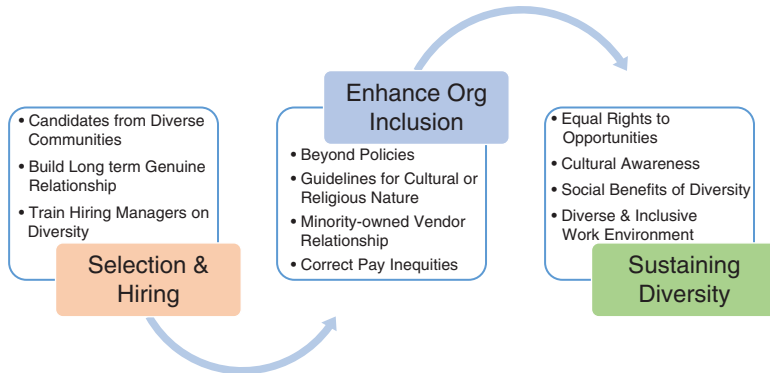 • Candidates from Diverse
Communities
• Build Long term Genuine
Relationship
• Train Hiring Managers on
Diversity
Selection &
Hiring
Enhance Org
Inclusion
• Beyond Policies
• Guidelines for Cultural or
Religious Nature
• Minority-owned Vendor
Relationship
• Correct Pay Inequities
• Equal Rights to
Opportunities
• Cultural Awareness
• Social Benefits of Diversity
• Diverse & Inclusive
Work Environment
Sustaining
Diversity